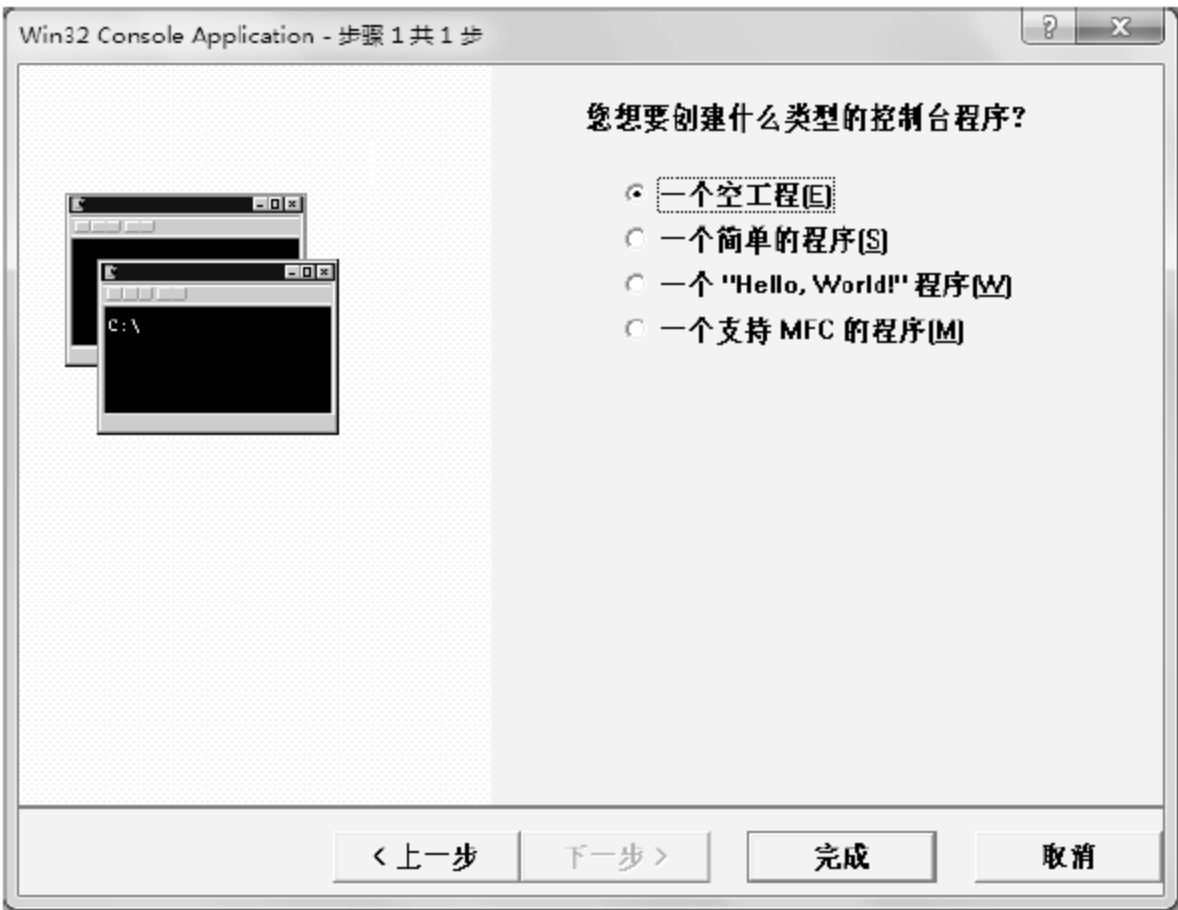 Win32 Console Application - 步骤 1 共 1 步
您想要创建什么类型的控制台程序?
一个空工程(E)
一个简单的程序(S)
一个 "Hello, World!" 程序(W)
一个支持 MFC 的程序(M)
C:\
< 上一步 下一步 > 完成 取消